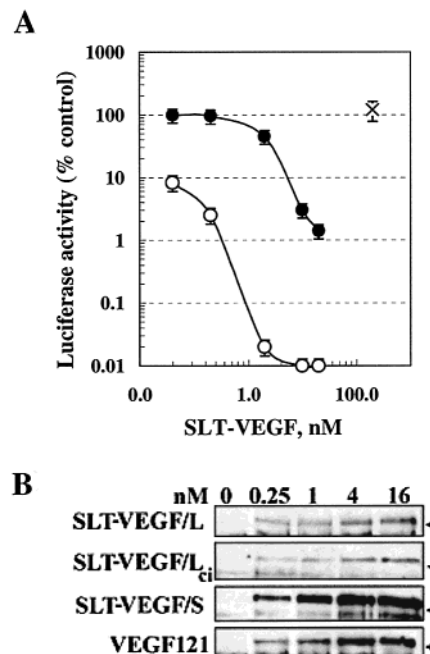 A
1000
100
10
1
0.1
0.01
Luciferase activity (% control)
0.0 1.0 100.0
SLT-VEGF, nM
B
nM 0 0.25 1 4 16
SLT-VEGF/L
SLT-VEGF/L ci
SLT-VEGF/S
VEGF121